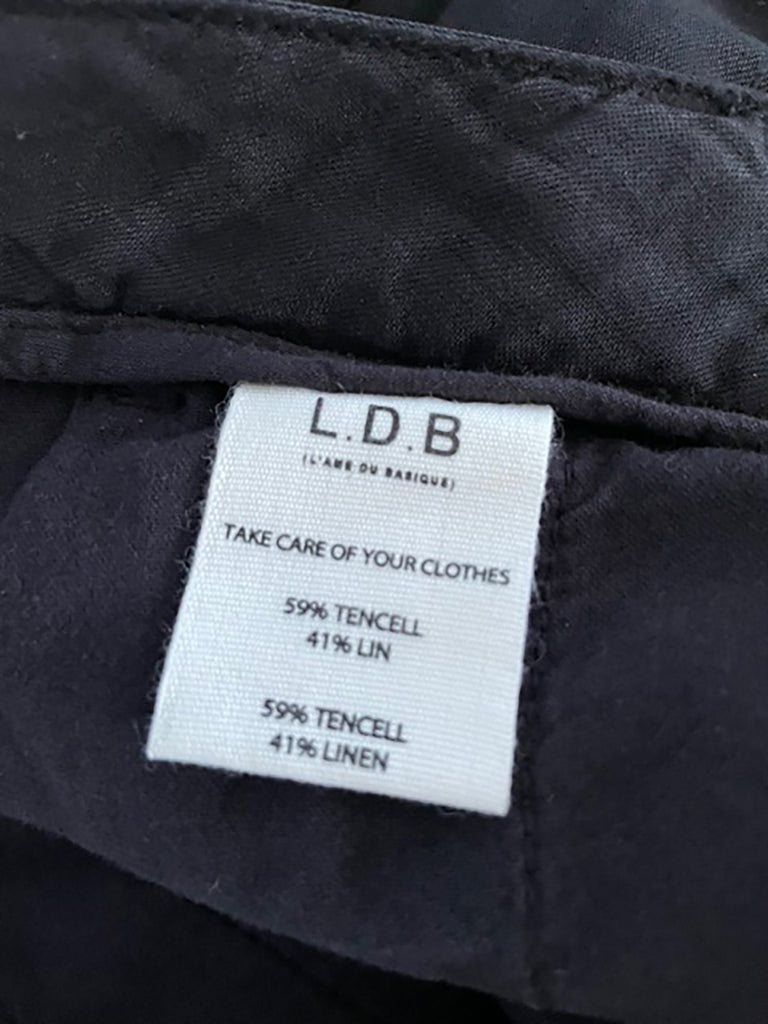 L.D.B
(L'AME DU BASIQUE)
TAKE CARE OF YOUR CLOTHES
59% TENCELL
41% LIN
59% TENCELL
41% LINEN